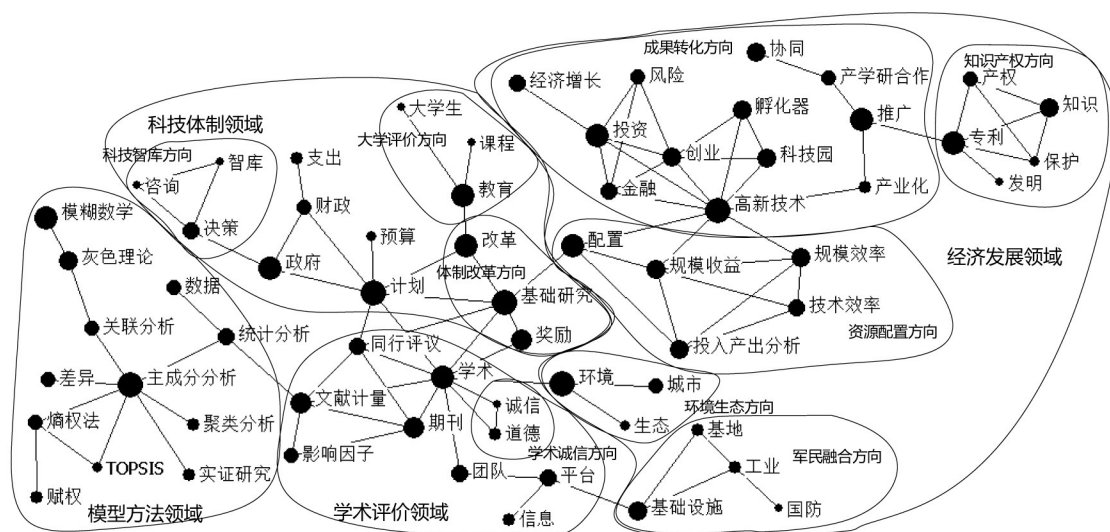 成果转化方向
协同
知识产权方向
经济增长
风险
产学研合作
产权
孵化器
知识
大学生
科技体制领域
大学评价方向
课程
投资
推广
专利
科技智库方向
智库
支出
创业
科技园
保护
咨询
教育
金融
产业化
发明
模糊数学
决策
财政
高新技术
预算
改革
配置
灰色理论
政府
体制改革方向
规模收益
规模效率
经济发展领域
数据
计划
基础研究
技术效率
关联分析
统计分析
奖励
资源配置方向
同行评议
投入产出分析
差异
主成分分析
学术
环境
城市
熵权法
聚类分析
文献计量
诚信
环境生态方向
期刊
道德
生态
基地
影响因子
学术诚信方向
军民融合方向
TOPSIS
实证研究
团队
平台
工业
赋权
模型方法领域
学术评价领域
信息
基础设施
国防